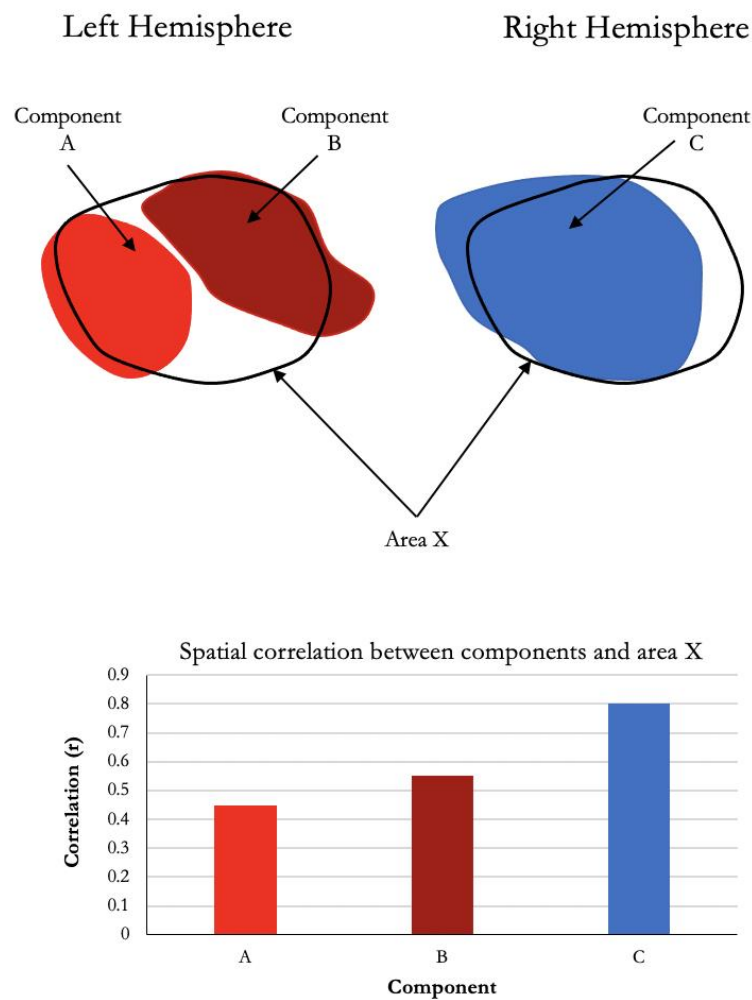 Left Hemisphere
Right Hemisphere
Component
A
Component
B
Component
C
Area X
Spatial correlation between components and area X
0.9
0.8
0.7
0.6
0.5
0.4
0.3
0.2
0.1
0
Correlation (r)
A
B
C
Component